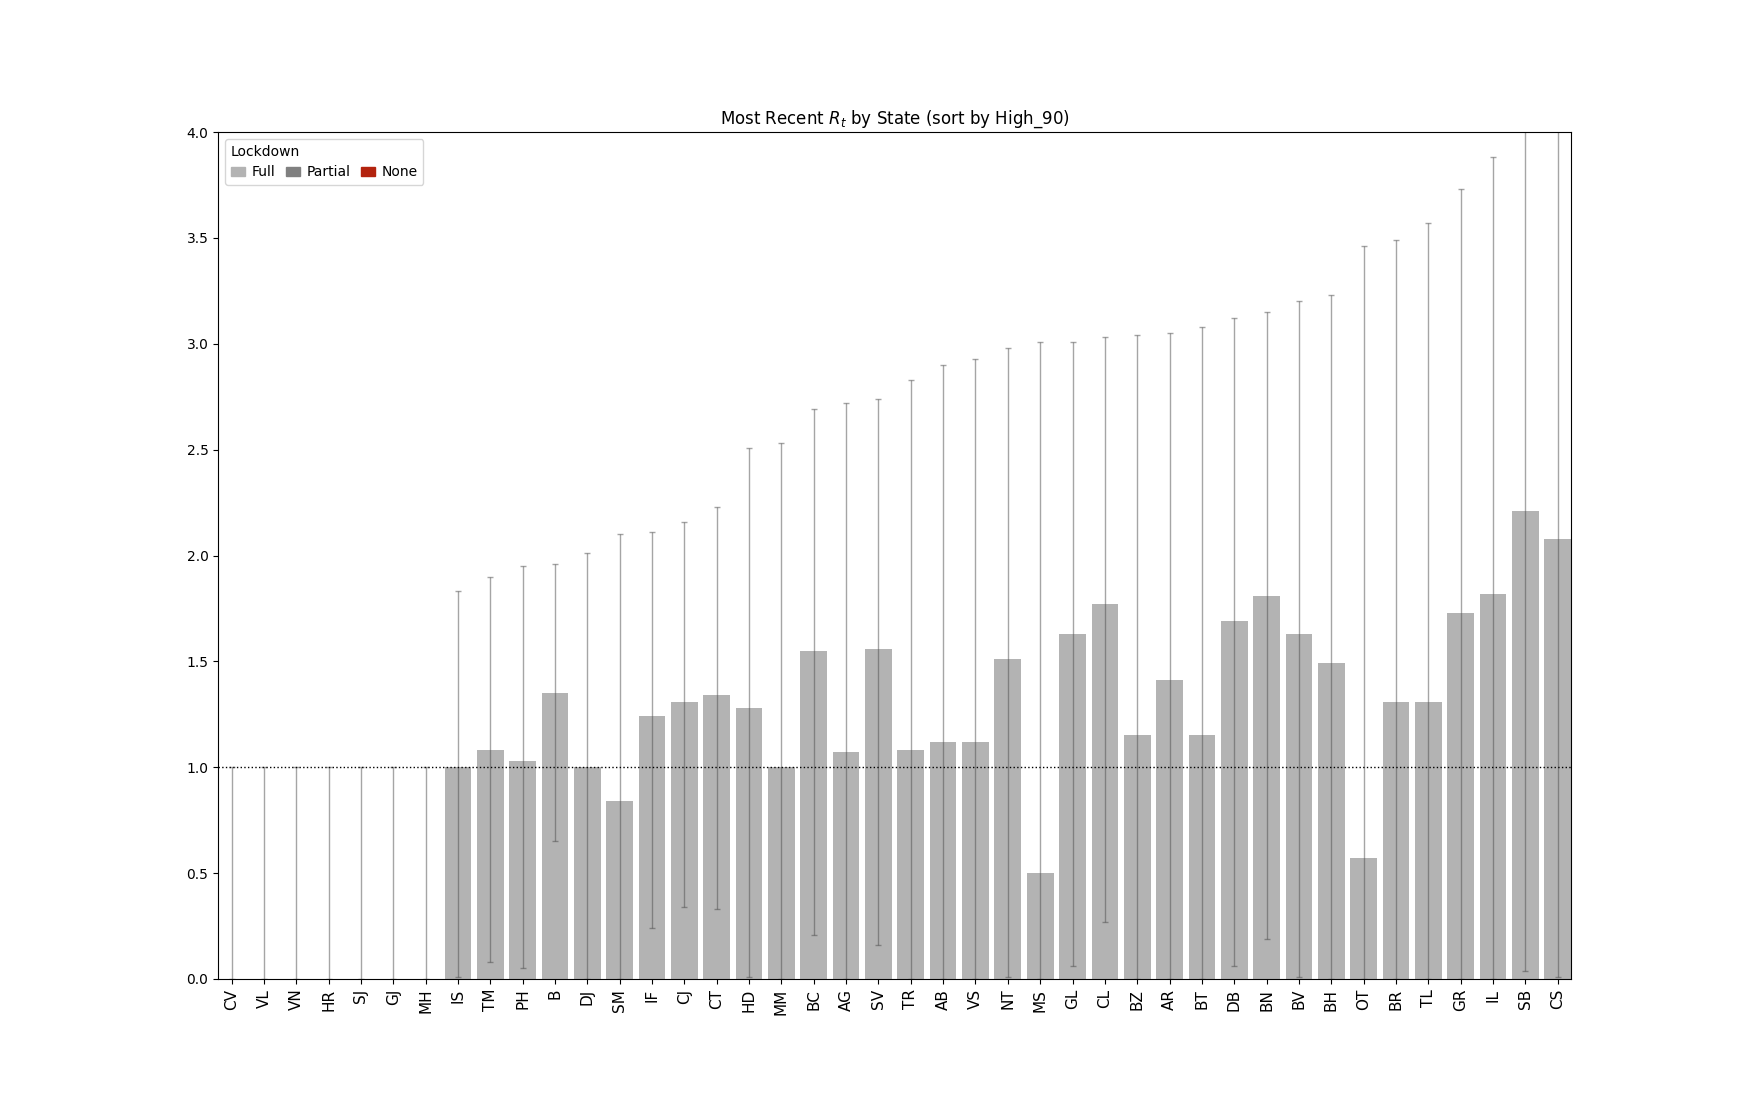 Most Recent Rt by State (sort by High_90)
Lockdown
Full Partial None
4.0
3.5
3.0
2.5
2.0
1.5
1.0
0.5
0.0
CV VL VN HR SJ GJ MH IS TM PH B DJ SM IF CJ CT HD MM BC AG SV TR AB VS NT MS GL CL BZ AR BT DB BN BV BH OT BR TL GR IL SB CS